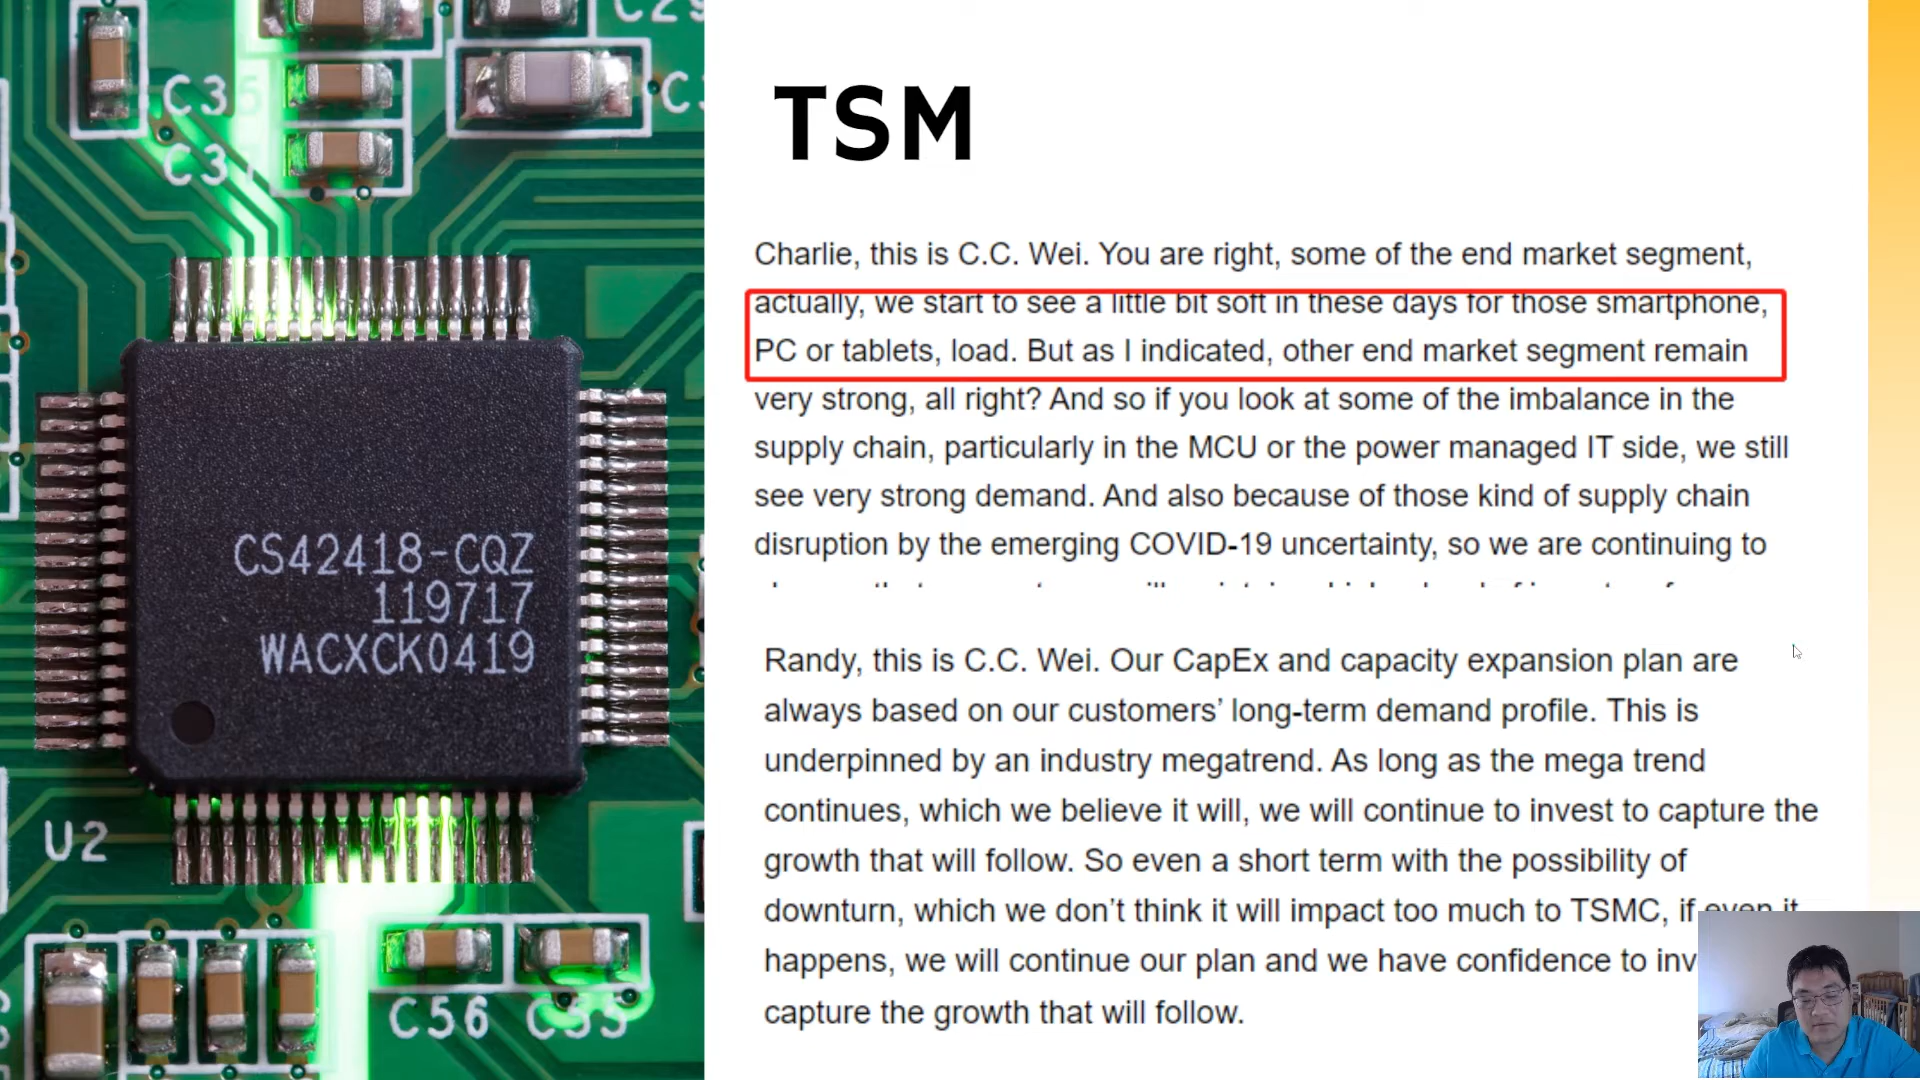 C29
C35
C3
C3
CS42418-CQZ
119717
WACXCK0419
U2
C56 C55
TSM
Charlie, this is C.C. Wei. You are right, some of the end market segment,
actually, we start to see a little bit soft in these days for those smartphone,
PC or tablets, load. But as I indicated, other end market segment remain
very strong, all right? And so if you look at some of the imbalance in the
supply chain, particularly in the MCU or the power managed IT side, we still
see very strong demand. And also because of those kind of supply chain
disruption by the emerging COVID-19 uncertainty, so we are continuing to
Randy, this is C.C. Wei. Our CapEx and capacity expansion plan are
always based on our customers’ long-term demand profile. This is
underpinned by an industry megatrend. As long as the mega trend
continues, which we believe it will, we will continue to invest to capture the
growth that will follow. So even a short term with the possibility of
downturn, which we don’t think it will impact too much to TSMC, if even it
happens, we will continue our plan and we have confidence to inv
capture the growth that will follow.